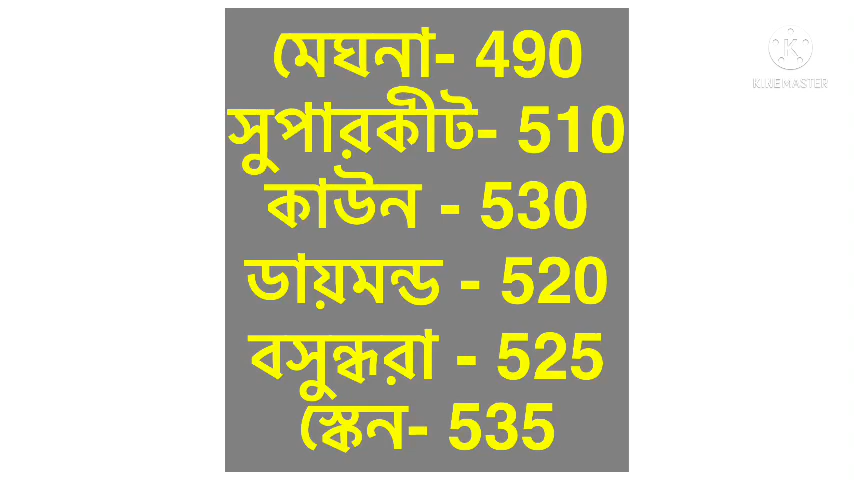 মেঘনা- 490
সুপারকীট- 510
কাউন - 530
ডায়মন্ড - 520
বসুন্ধরা - 525
স্কেন- 535
KINEMASTER